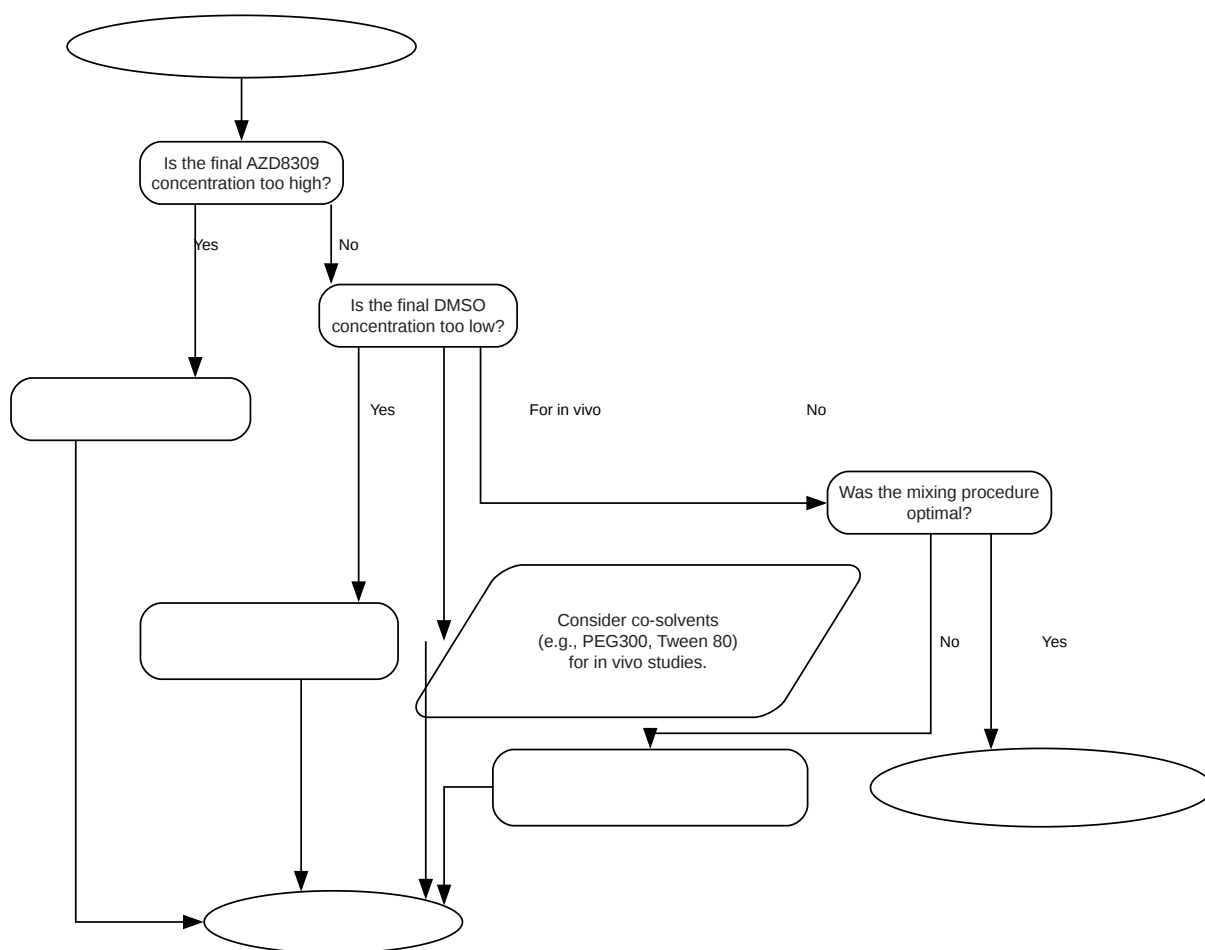 Is the final AZD8309
concentration too high?
Yes
No
Is the final DMSO
concentration too low?
Yes
For in vivo
No
Was the mixing procedure
optimal?
Consider co-solvents
(e.g., PEG300, Tween 80)
for in vivo studies.
No
Yes